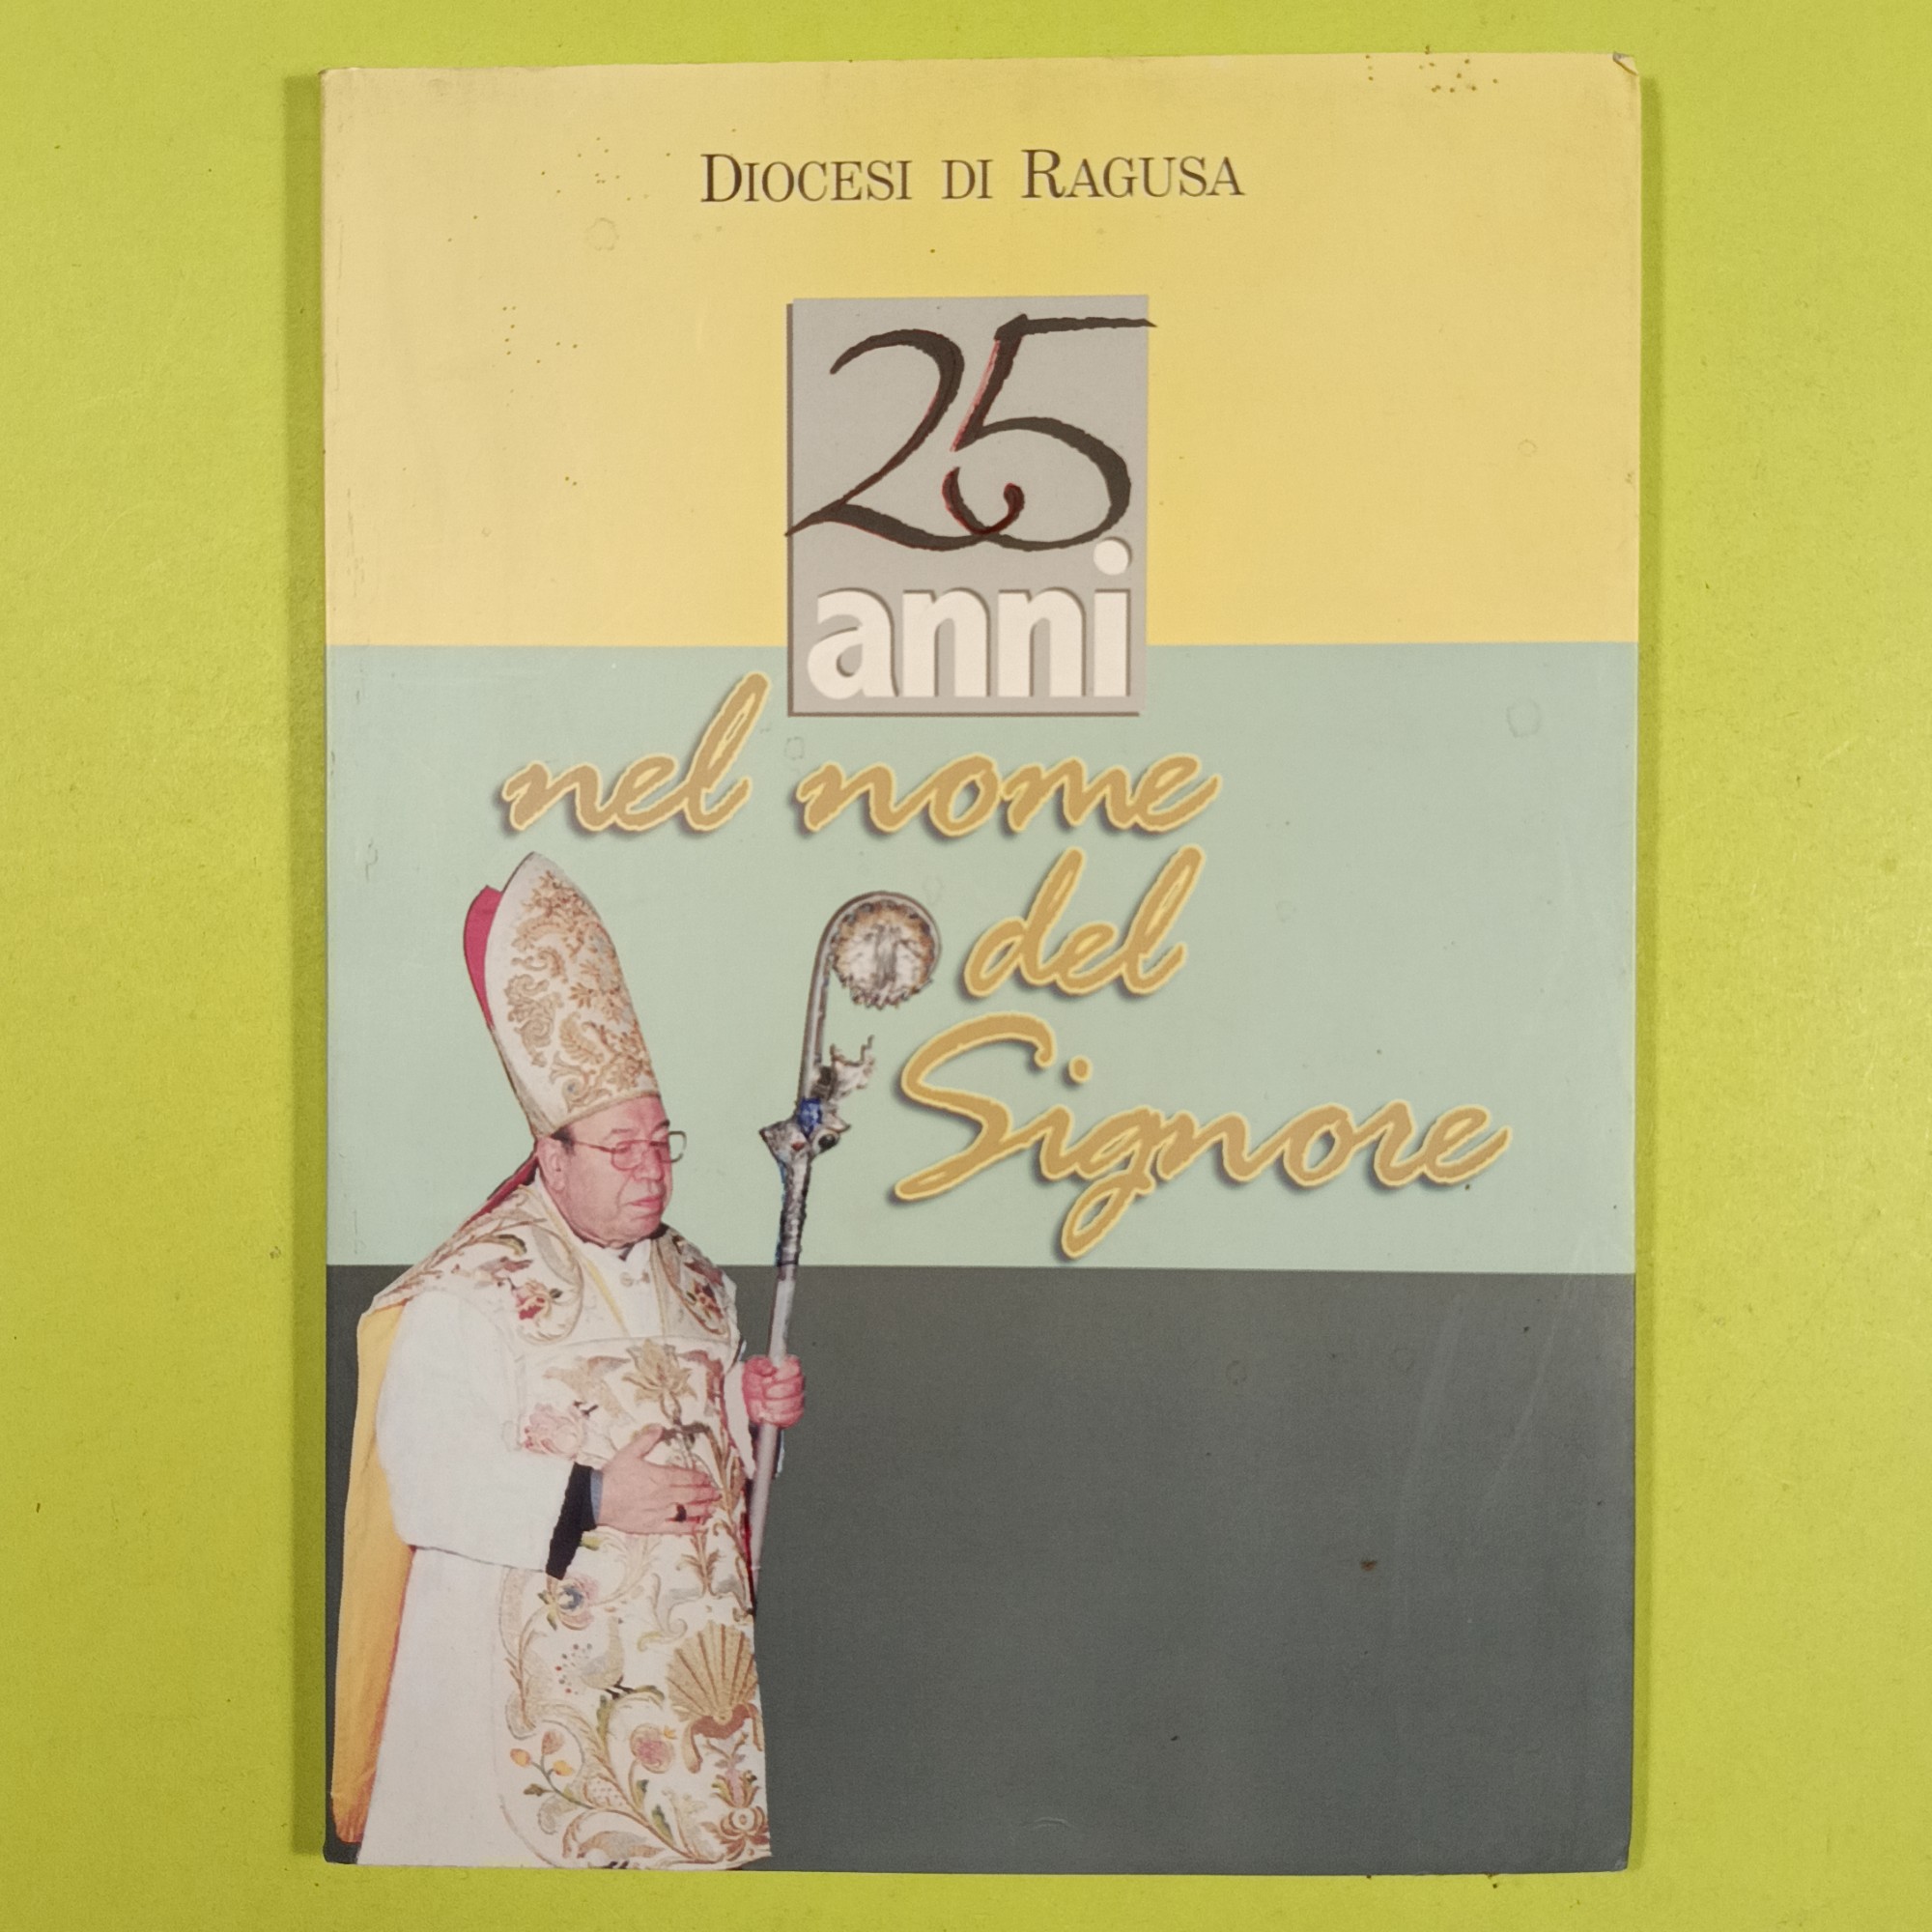 DIOCESI DI RAGUSA
25
anni
nel nome
del
Signore